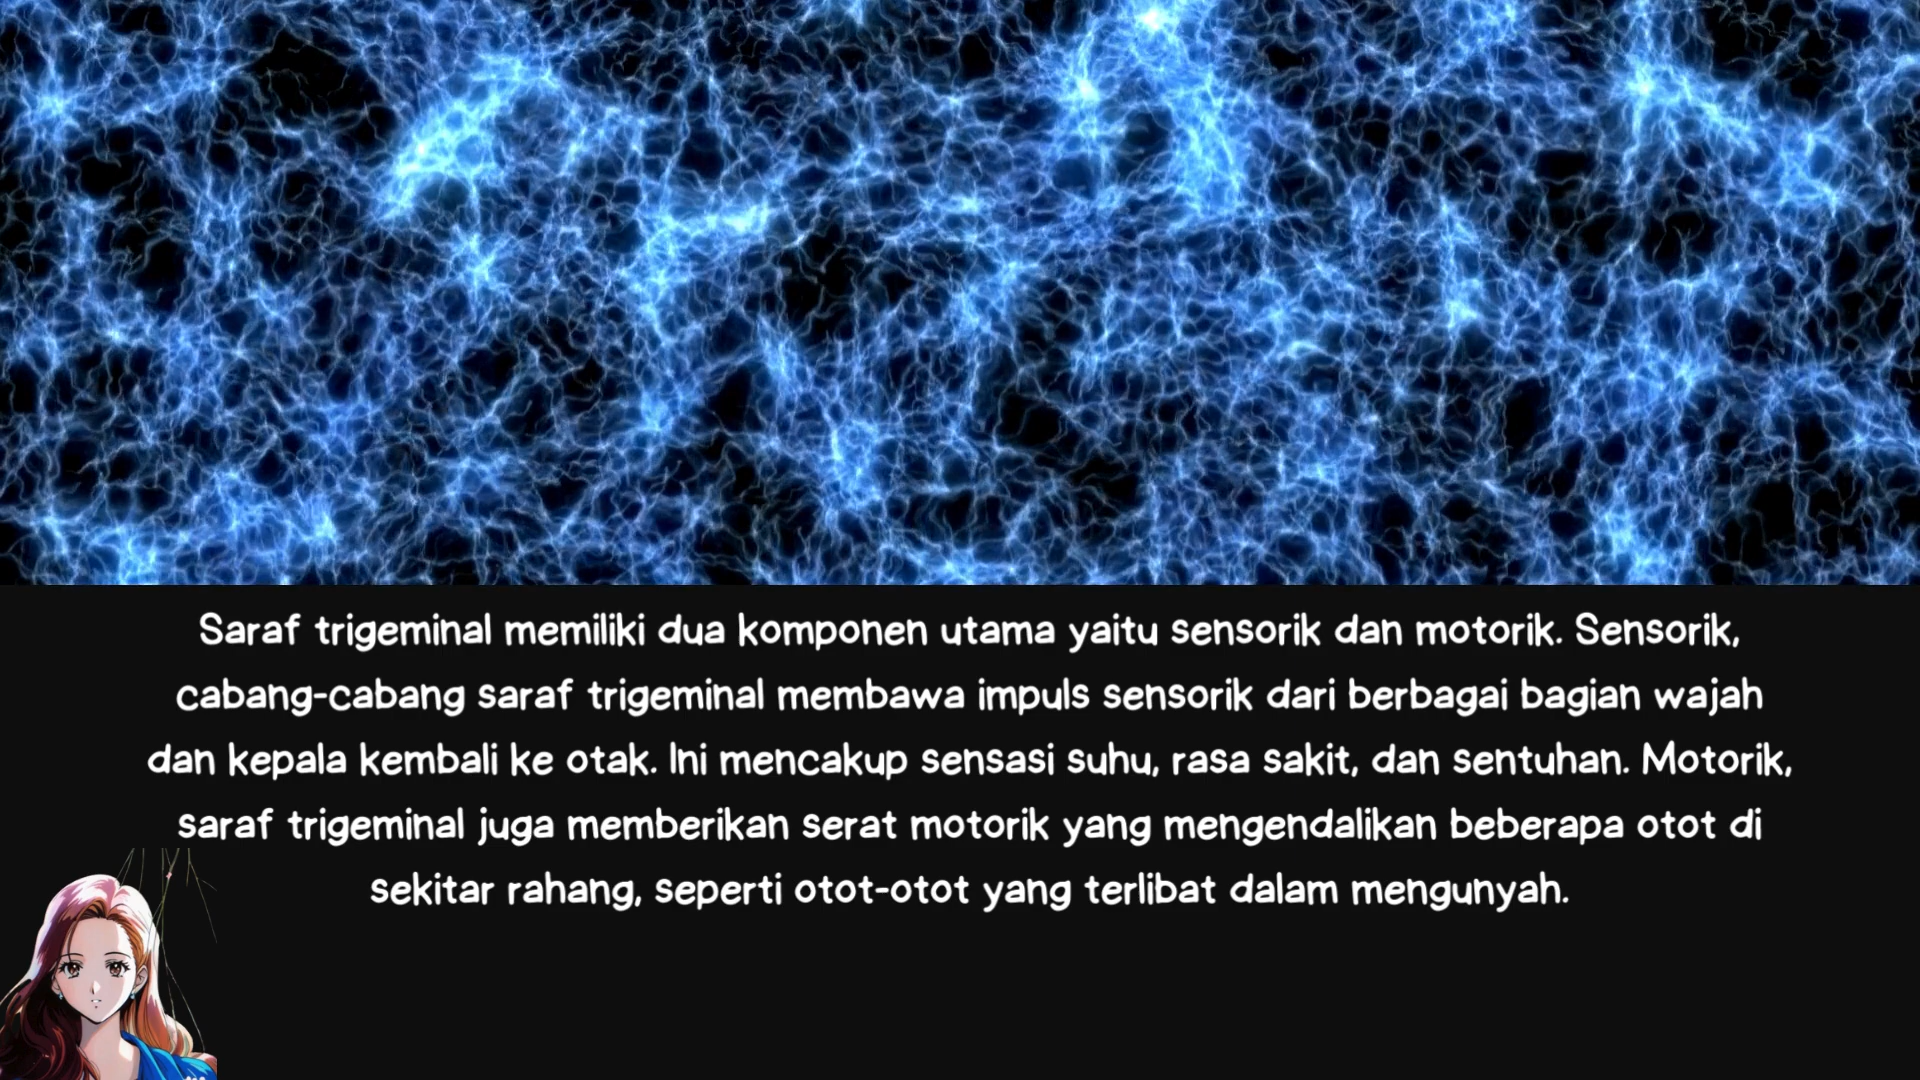 Saraf trigeminal memiliki dua komponen utama yaitu sensorik dan motorik. Sensorik,
cabang-cabang saraf trigeminal membawa impuls sensorik dari berbagai bagian wajah
dan kepala kembali ke otak. Ini mencakup sensasi suhu, rasa sakit, dan sentuhan. Motorik,
saraf trigeminal juga memberikan serat motorik yang mengendalikan beberapa otot di
sekitar rahang, seperti otot-otot yang terlibat dalam mengunyah.